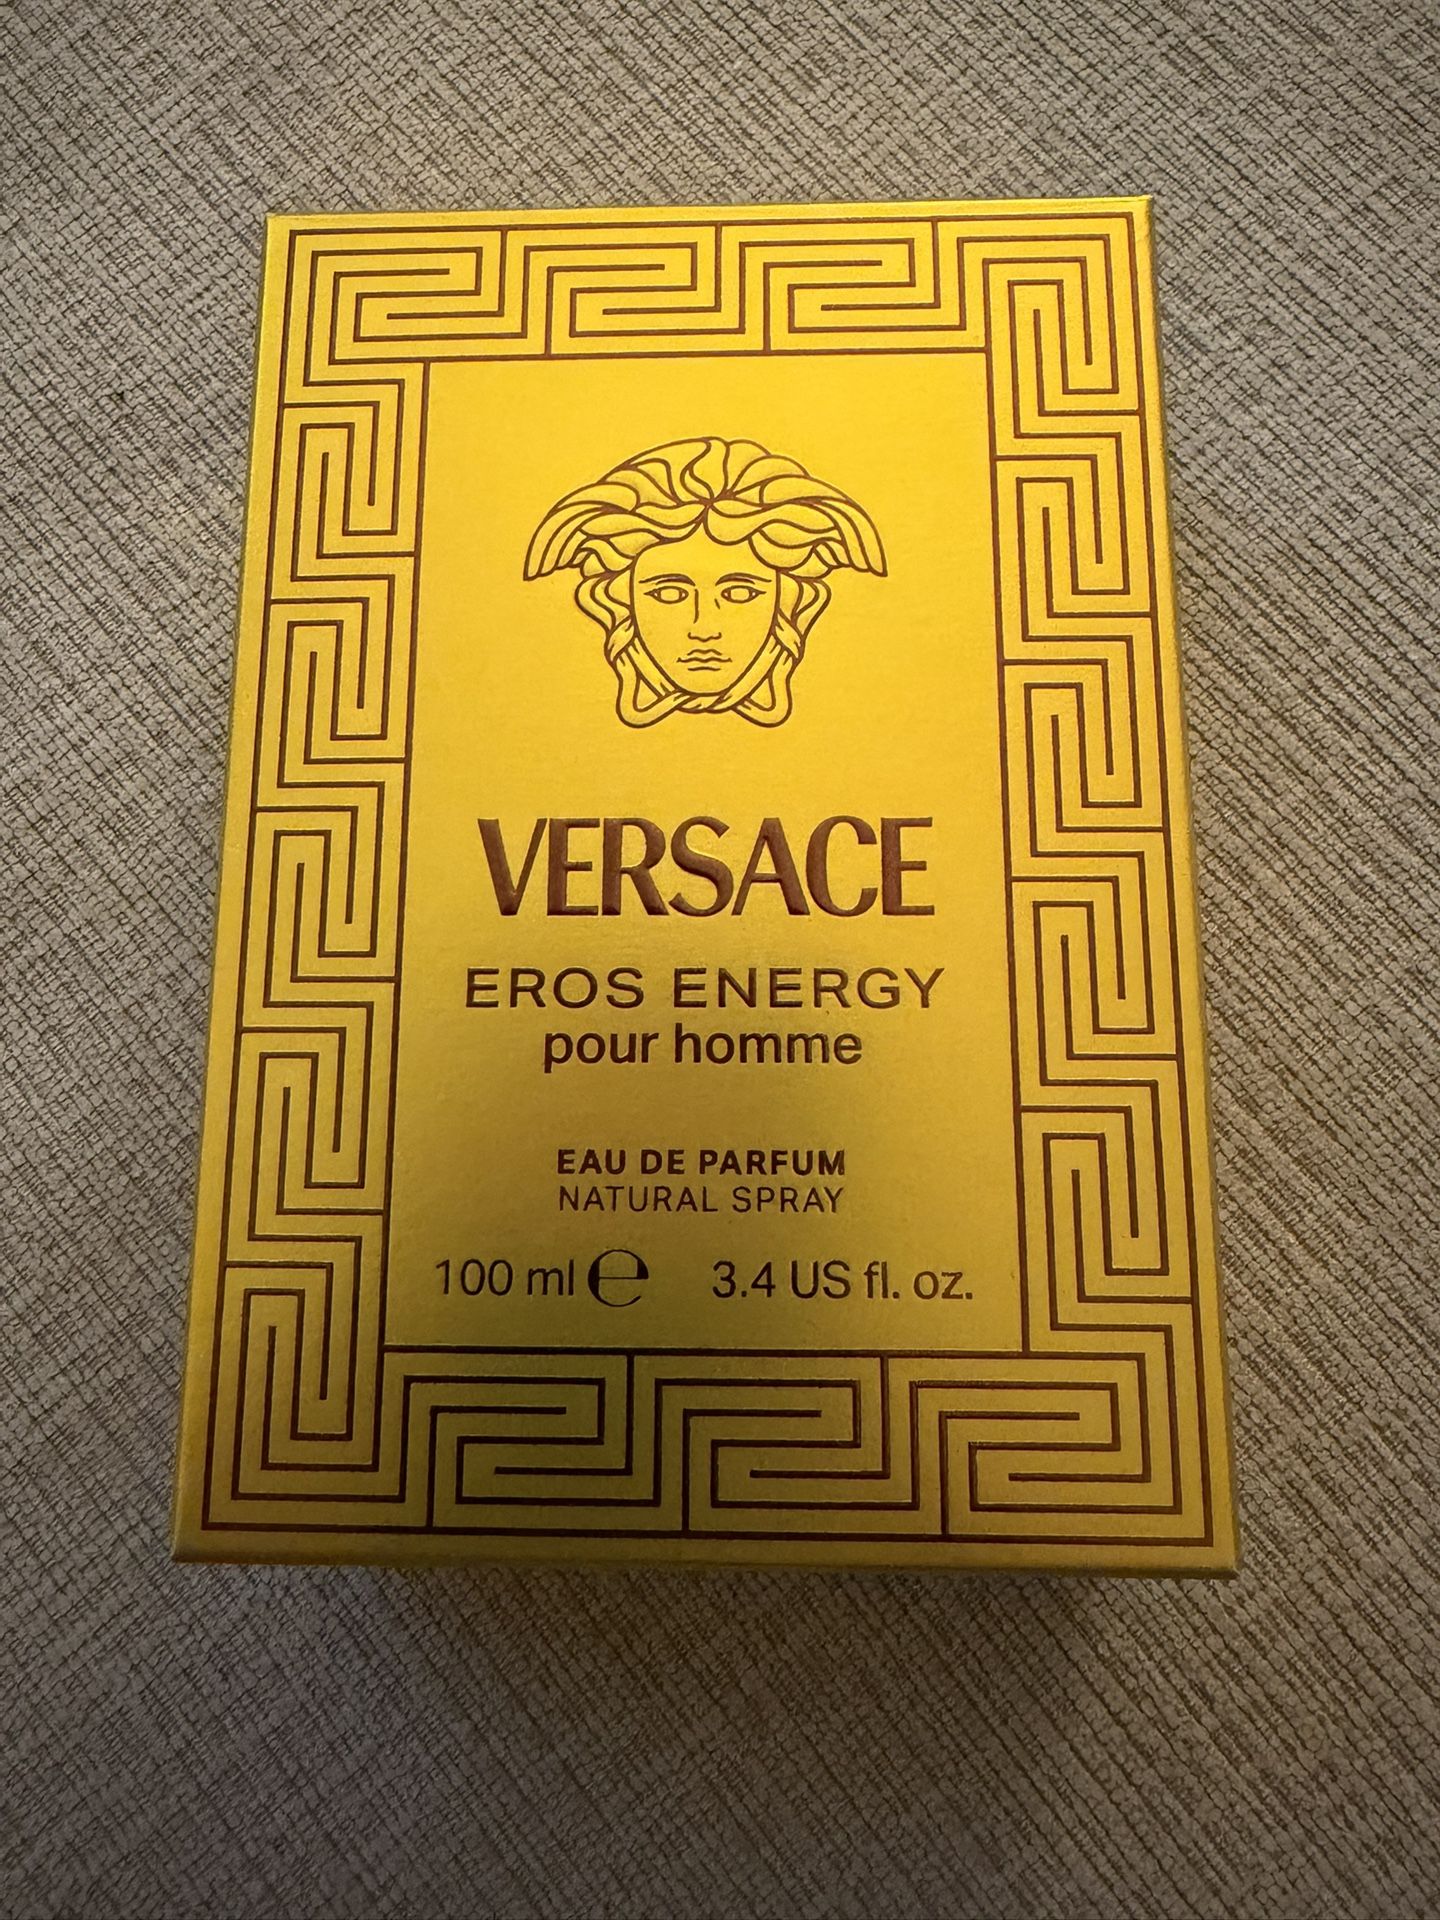 VERSACE
EROS ENERGY
pour homme
EAU DE PARFUM
NATURAL SPRAY
100 ml ℮ 3.4 US fl. oz.